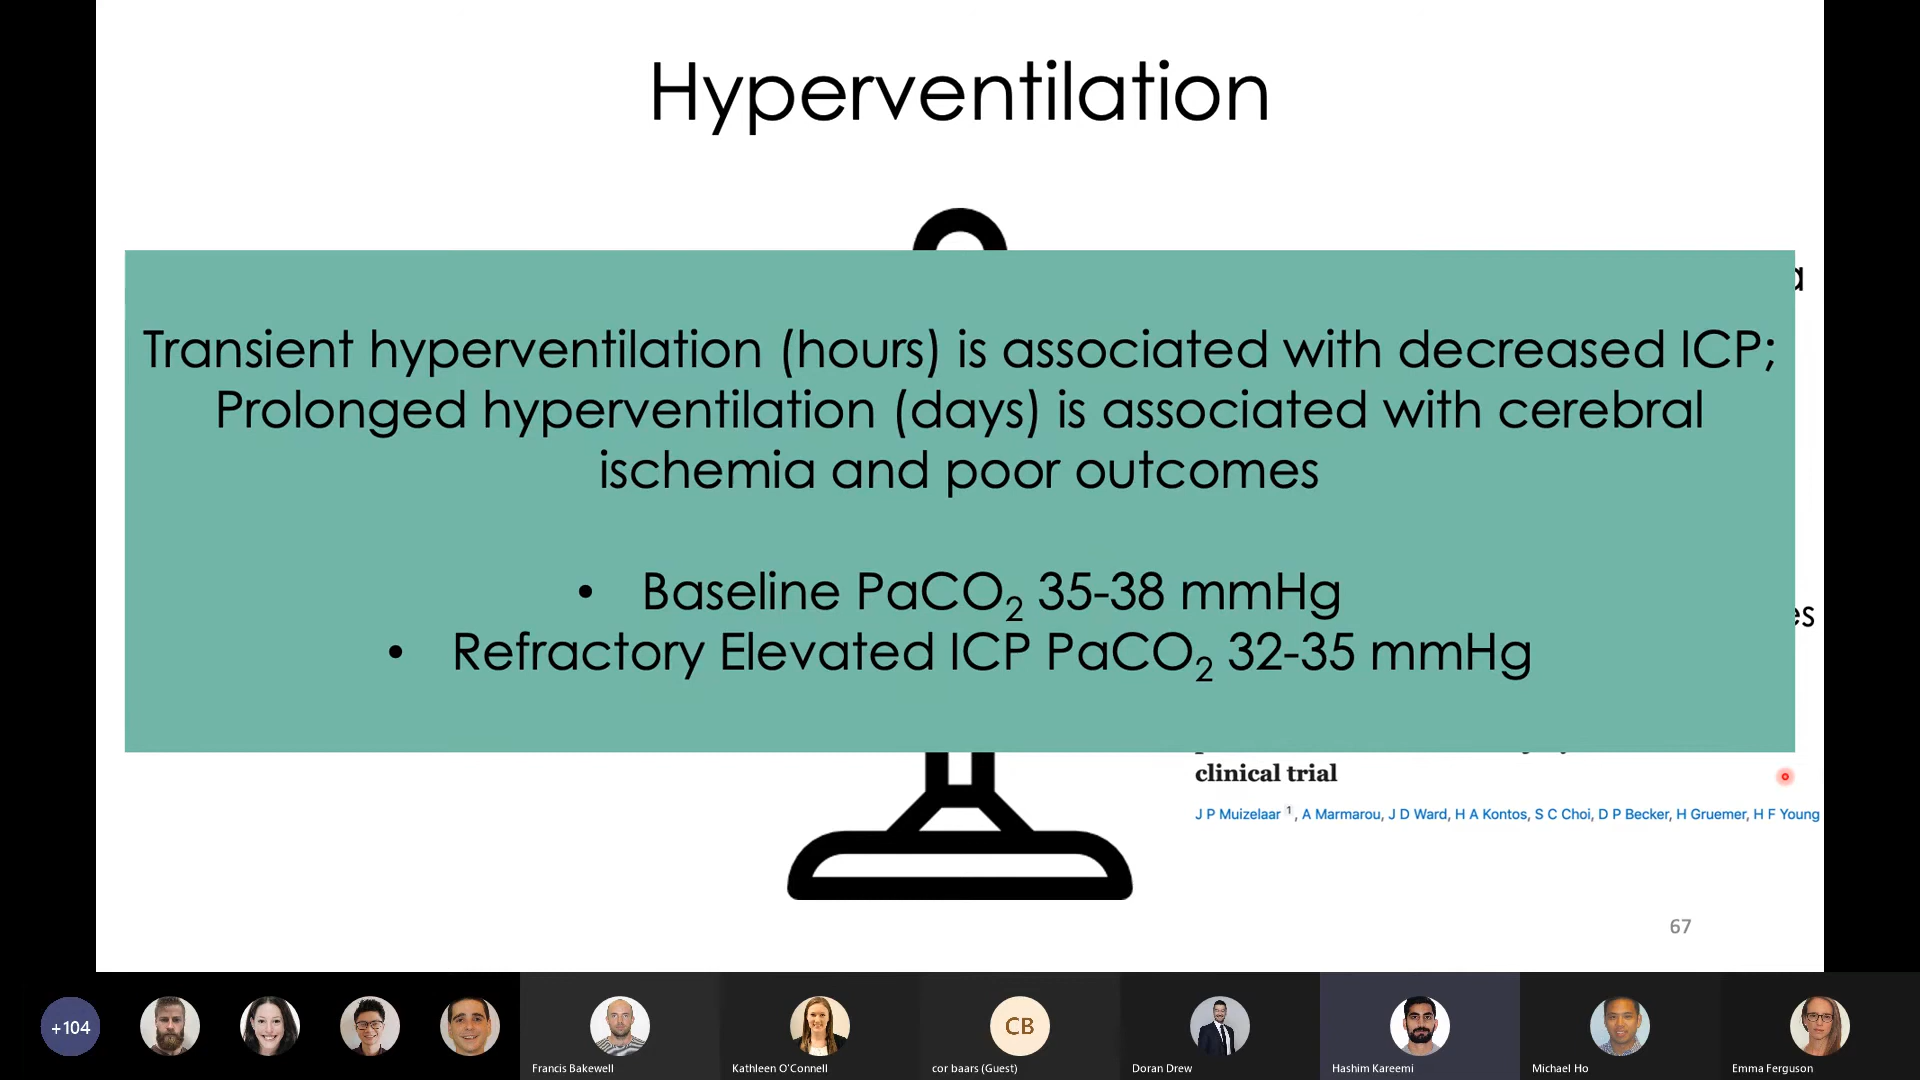 Hyperventilation
Transient hyperventilation (hours) is associated with decreased ICP;
Prolonged hyperventilation (days) is associated with cerebral
ischemia and poor outcomes
• Baseline PaCO₂ 35-38 mmHg
• Refractory Elevated ICP PaCO₂ 32-35 mmHg
clinical trial
J P Muizelaar ¹, A Marmarou, J D Ward, H A Kontos, S C Choi, D P Becker, H Gruemer, H F Young
67
+104
CB
Francis Bakewell
Kathleen O'Connell
cor baars (Guest)
Doran Drew
Hashim Kareemi
Michael Ho
Emma Ferguson